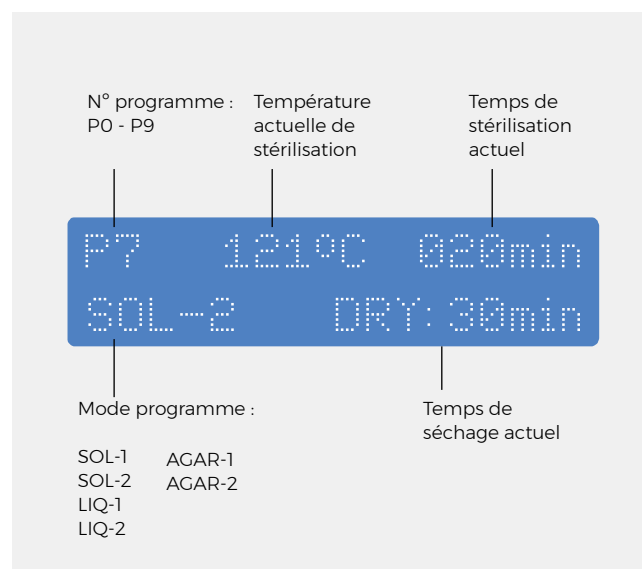 N° programme :
P0 - P9
Température
actuelle de
stérilisation
Temps de
stérilisation
actuel
P7 121ºC 020min
SOL-2 DRY: 30min
Mode programme :
SOL-1
SOL-2
LIQ-1
LIQ-2
AGAR-1
AGAR-2
Temps de
séchage actuel